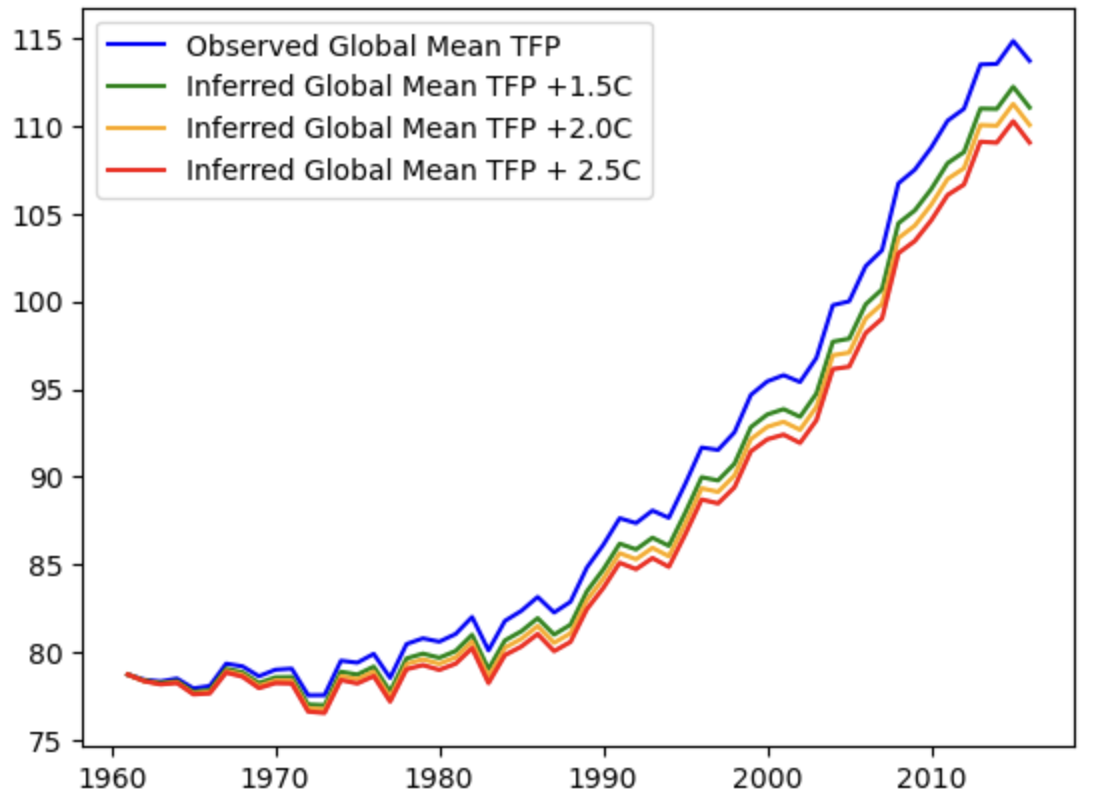 115
Observed Global Mean TFP
Inferred Global Mean TFP +1.5C
110
Inferred Global Mean TFP +2.0C
Inferred Global Mean TFP + 2.5C
105
100
95
90
85
80
75
1960 1970 1980 1990 2000 2010